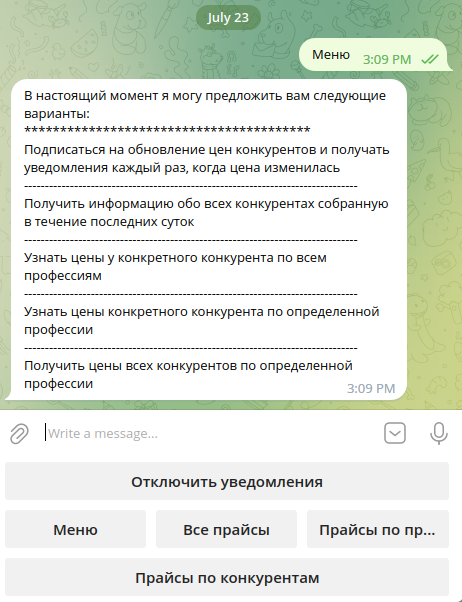 July 23
Меню
3:09 PM
В настоящий момент я могу предложить вам следующие
варианты:
****************************************
Подписаться на обновление цен конкурентов и получать
уведомления каждый раз, когда цена изменилась
--------------------------------------------------------------------------------
Получить информацию обо всех конкурентах собранную
в течение последних суток
--------------------------------------------------------------------------------
Узнать цены у конкретного конкурента по всем
профессиям
--------------------------------------------------------------------------------
Узнать цены конкретного конкурента по определенной
профессии
--------------------------------------------------------------------------------
Получить цены всех конкурентов по определенной
профессии
3:09 PM
Write a message...
Отключить уведомления
Меню
Все прайсы
Прайсы по пр...
Прайсы по конкурентам